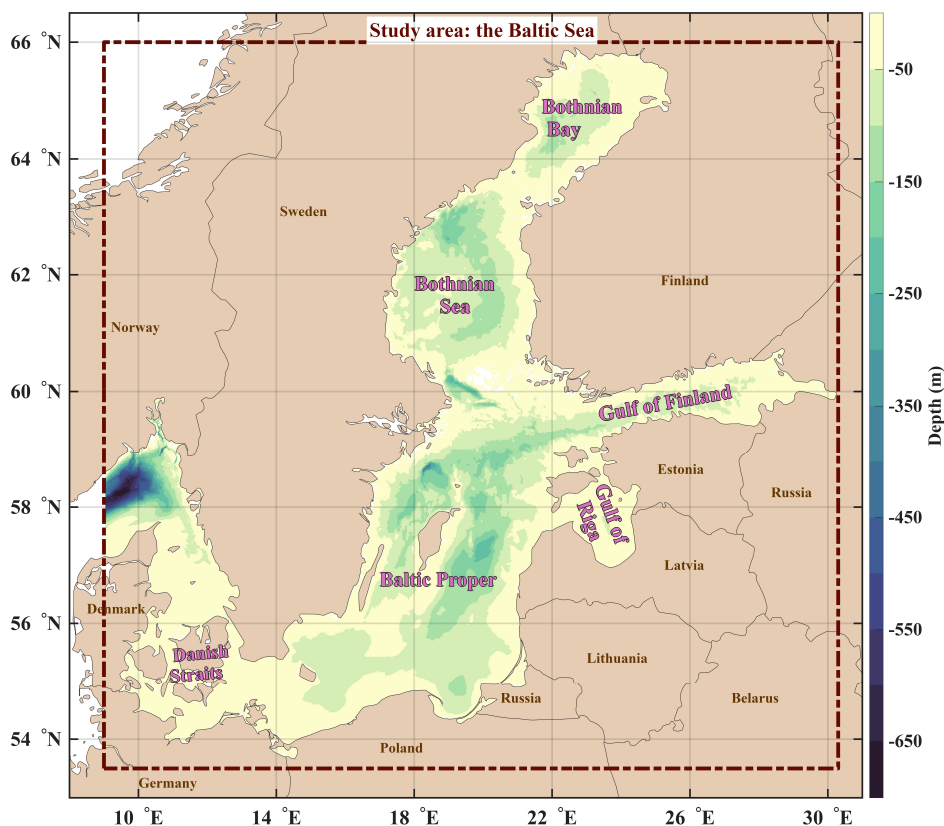 Study area: the Baltic Sea
66 °N
64 °N
62 °N
60 °N
58 °N
56 °N
54 °N
Bothnian
Bay
Sweden
Bothnian
Sea
Finland
Norway
Gulf of Finland
Estonia
Russia
Gulf of
Riga
Latvia
Baltic Proper
Denmark
Danish
Straits
Lithuania
Russia
Belarus
Poland
Germany
10 °E
14 °E
18 °E
22 °E
26 °E
30 °E
-50
-150
-250
-350
-450
-550
-650
Depth (m)